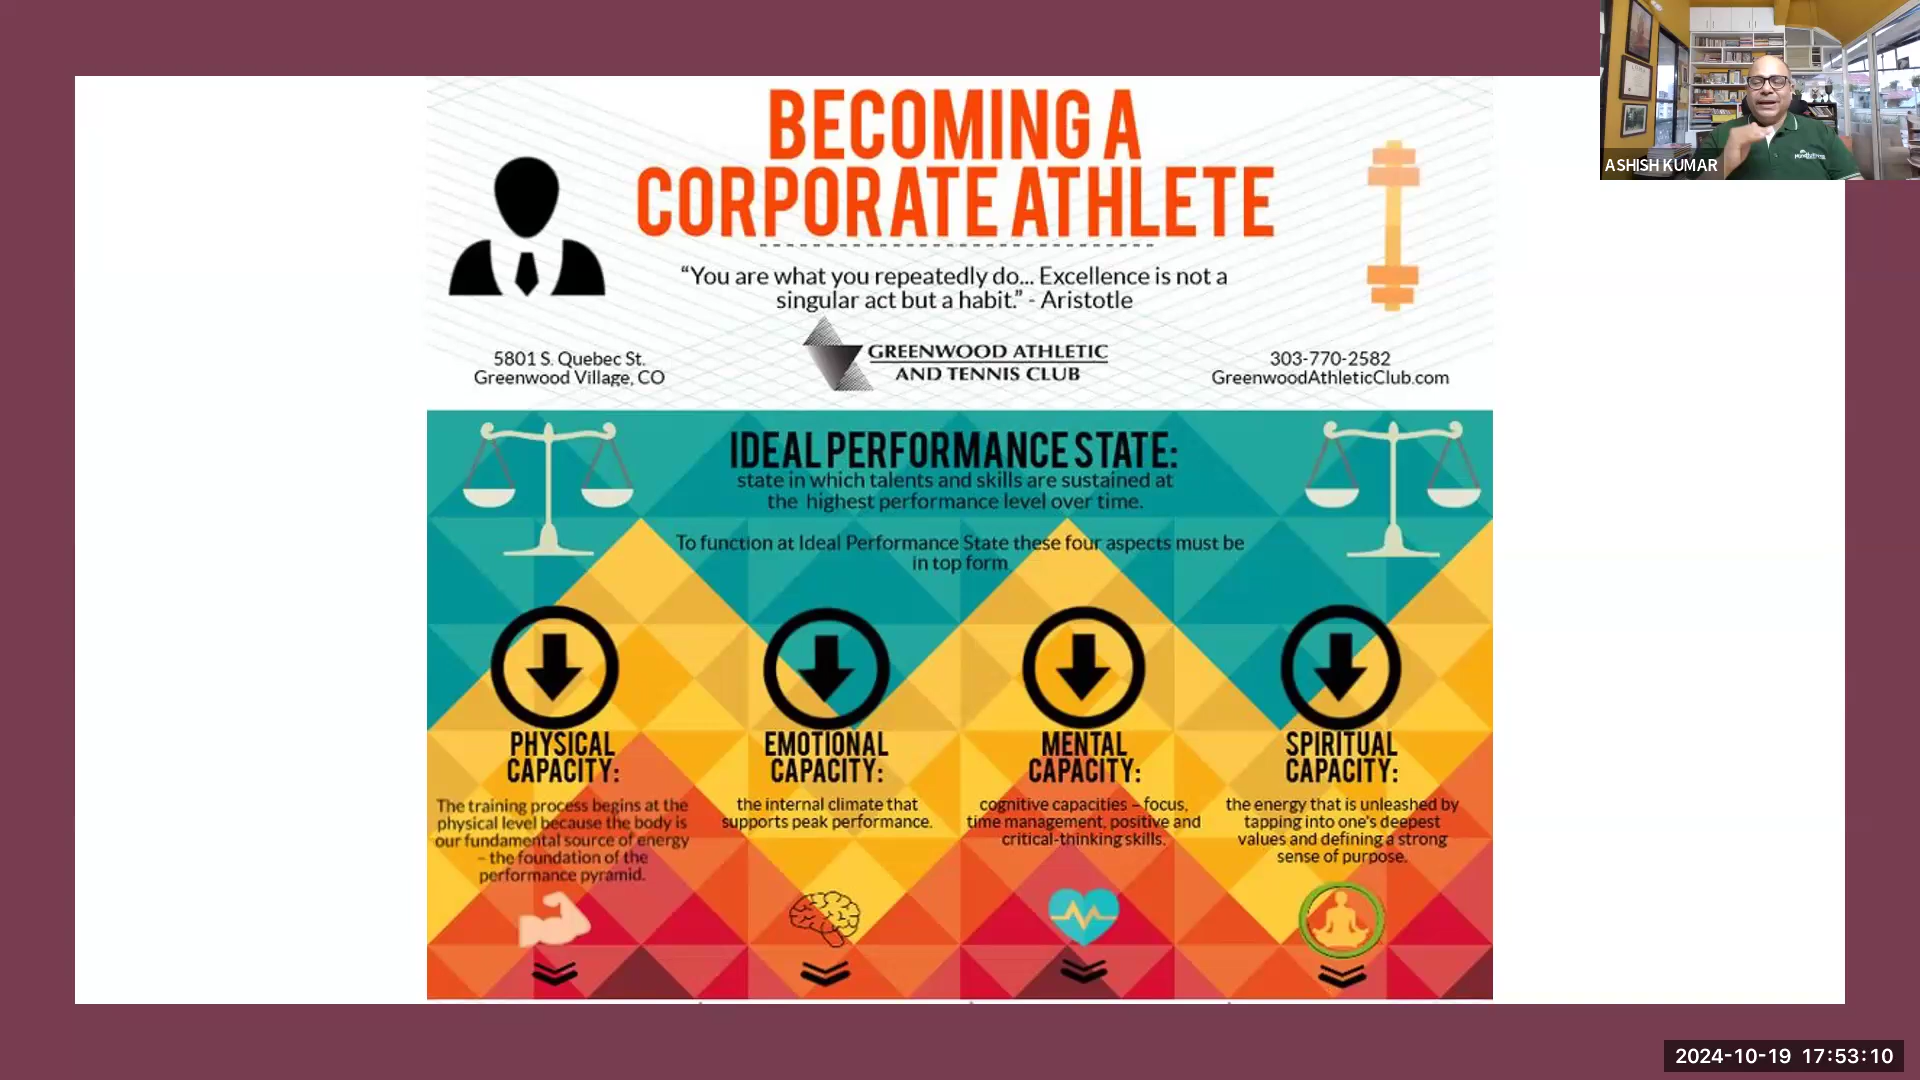 BECOMING A
CORPORATE ATHLETE
“You are what you repeatedly do... Excellence is not a
singular act but a habit.” - Aristotle
5801 S. Quebec St.
Greenwood Village, CO
GREENWOOD ATHLETIC
AND TENNIS CLUB
303-770-2582
GreenwoodAthleticClub.com
IDEAL PERFORMANCE STATE:
state in which talents and skills are sustained at
the highest performance level over time.
To function at Ideal Performance State these four aspects must be
in top form
PHYSICAL
CAPACITY:
The training process begins at the
physical level because the body is
our fundamental source of energy
– the foundation of the
performance pyramid.
EMOTIONAL
CAPACITY:
the internal climate that
supports peak performance.
MENTAL
CAPACITY:
cognitive capacities – focus,
time management, positive and
critical-thinking skills.
SPIRITUAL
CAPACITY:
the energy that is unleashed by
tapping into one's deepest
values and defining a strong
sense of purpose.
ASHISH KUMAR
2024-10-19 17:53:10